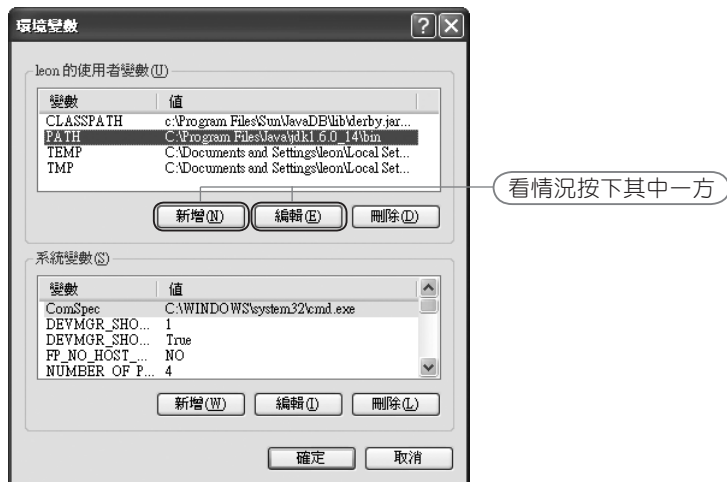 環境變數
leon 的使用者變數(U)
變數 值
CLASSPATH c:\Program Files\Sun\JavaDB\lib\derby.jar...
PATH C:\Program Files\Java\jdk1.6.0_14\bin
TEMP C:\Documents and Settings\leon\Local Set...
TMP C:\Documents and Settings\leon\Local Set...
看情況按下其中一方
新增(N) 編輯(E) 刪除(D)
系統變數(S)
變數 值
ComSpec C:\WINDOWS\system32\cmd.exe
DEVMGR_SHO... 1
DEVMGR_SHO... True
FP_NO_HOST_... NO
NUMBER OF P... 4
新增(W) 編輯(I) 刪除(L)
確定 取消